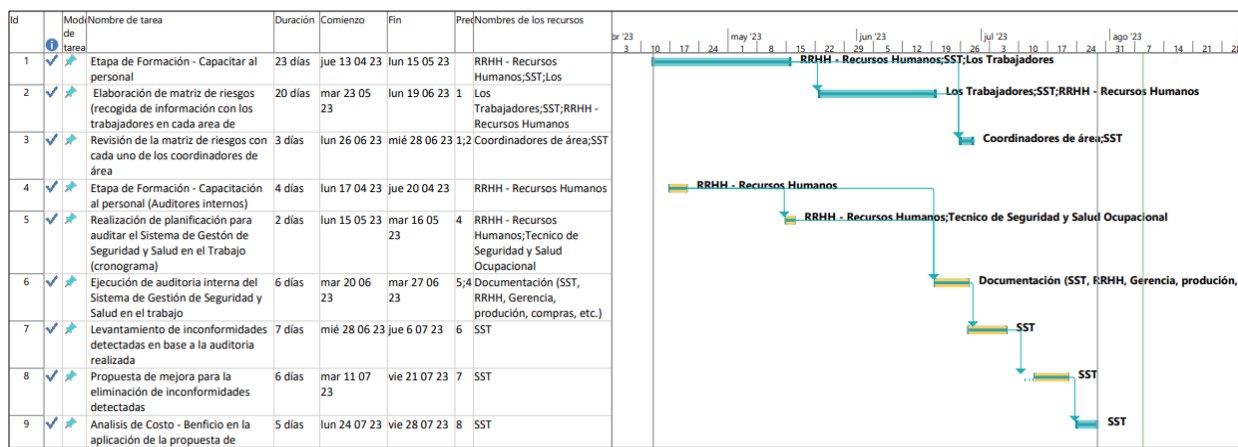 Id Modo de tarea Nombre de tarea Duración Comienzo Fin Prec Nombres de los recursos
br '23 may '23 jun '23 jul '23 ago '23
3 10 17 24 1 8 15 22 29 5 12 19 26 3 10 17 24 31 7 14 21 28
1 Etapa de Formación - Capacitar al 23 días jue 13 04 23 lun 15 05 23 RRHH - Recursos
personal Humanos;SST;Los
RRHH - Recursos Humanos;SST;Los Trabajadores
2 Elaboración de matriz de riesgos 20 días mar 23 05 lun 19 06 23 1 Los
(recogida de información con los 23 Trabajadores;SST;RRHH -
trabajadores en cada area de Recursos Humanos
Los Trabajadores;SST;RRHH - Recursos Humanos
3 Revisión de la matriz de riesgos con 3 días lun 26 06 23 mié 28 06 23 1;2 Coordinadores de área;SST
cada uno de los coordinadores de
área
Coordinadores de área;SST
4 Etapa de Formación - Capacitación 4 días lun 17 04 23 jue 20 04 23 RRHH - Recursos Humanos
al personal (Auditores internos)
RRHH - Recursos Humanos
5 Realización de planificación para 2 días lun 15 05 23 mar 16 05 4 RRHH - Recursos
auditar el Sistema de Gestón de 23 Humanos;Tecnico de
Seguridad y Salud en el Trabajo Seguridad y Salud
(cronograma) Ocupacional
RRHH - Recursos Humanos;Tecnico de Seguridad y Salud Ocupacional
6 Ejecución de auditoria interna del 6 días mar 20 06 mar 27 06 5;4 Documentación (SST,
Sistema de Gestión de Seguridad y 23 23 RRHH, Gerencia,
Salud en el trabajo produción, compras, etc.)
Documentación (SST, RRHH, Gerencia, produción,
7 Levantamiento de inconformidades 7 días mié 28 06 23 jue 6 07 23 6 SST
detectadas en base a la auditoria
realizada
SST
8 Propuesta de mejora para la 6 días mar 11 07 vie 21 07 23 7 SST
eliminación de inconformidades 23
detectadas
SST
9 Analisis de Costo - Benficio en la 5 días lun 24 07 23 vie 28 07 23 8 SST
aplicación de la propuesta de
SST